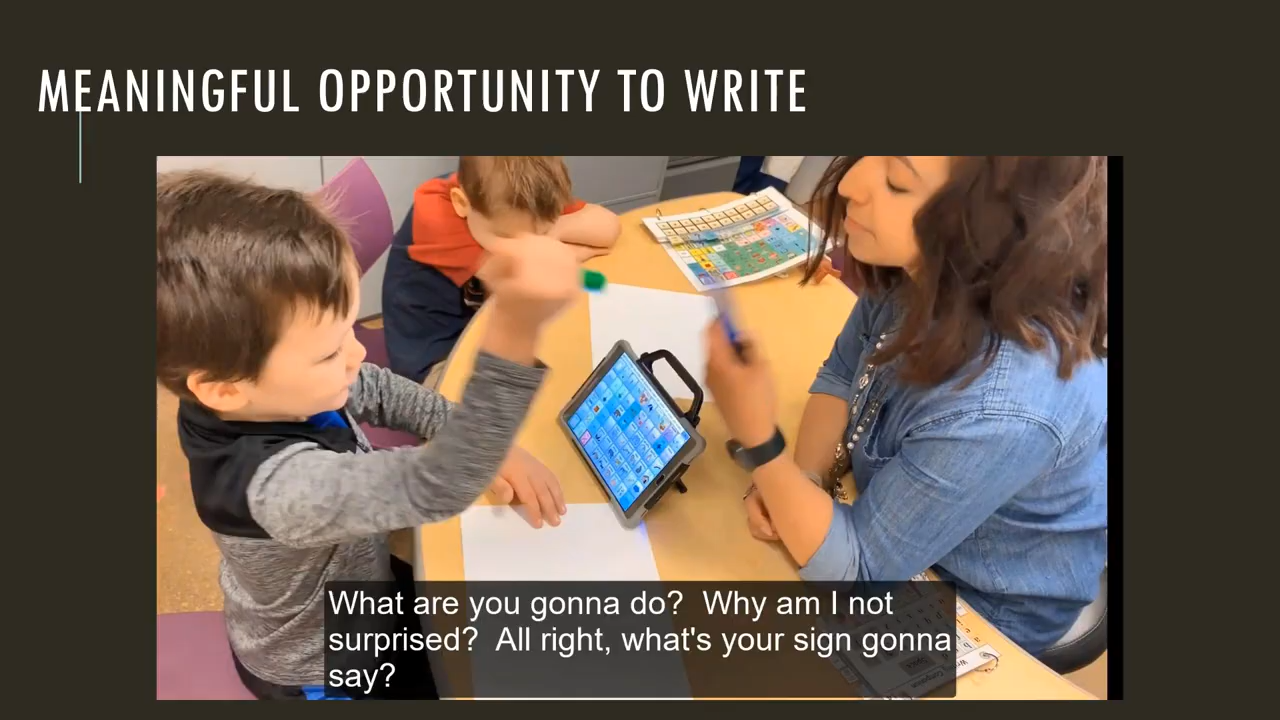 MEANINGFUL OPPORTUNITY TO WRITE
What are you gonna do?  Why am I not
surprised?  All right, what's your sign gonna
say?